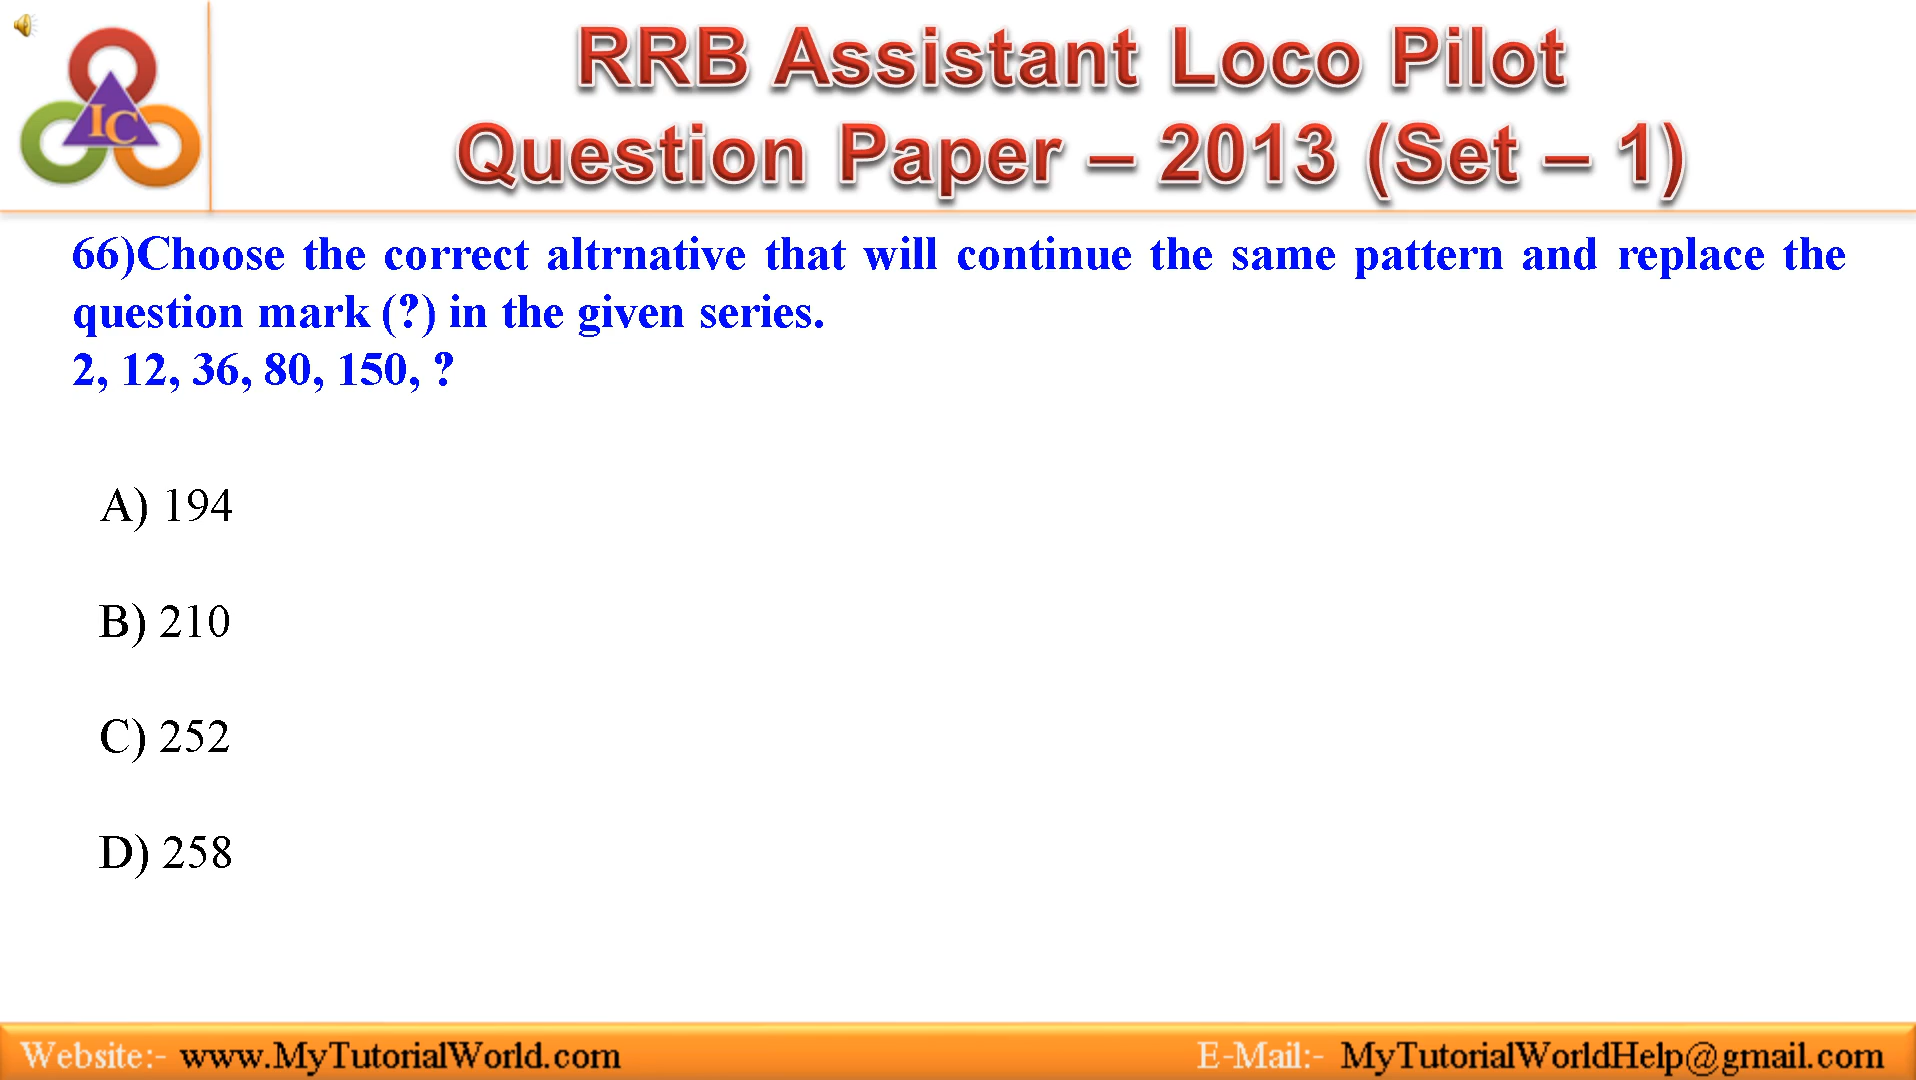 RRB Assistant Loco Pilot
Question Paper – 2013 (Set – 1)
IC
66)Choose the correct altrnative that will continue the same pattern and replace the
question mark (?) in the given series.
2, 12, 36, 80, 150, ?
A) 194
B) 210
C) 252
D) 258
Website:- www.MyTutorialWorld.com
E-Mail:- MyTutorialWorldHelp@gmail.com